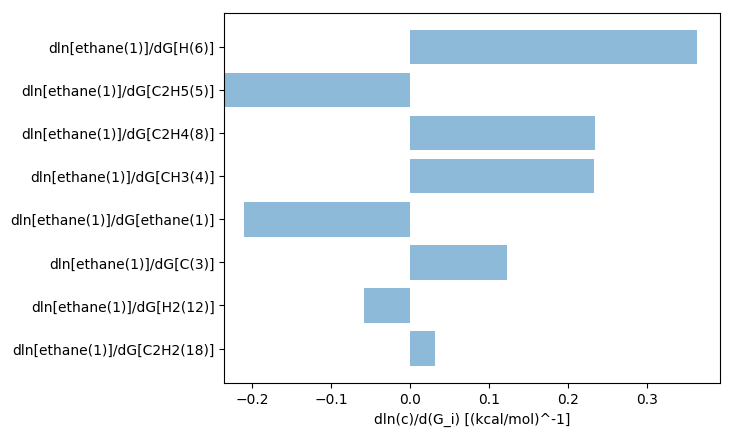 dln[ethane(1)]/dG[H(6)]
dln[ethane(1)]/dG[C2H5(5)]
dln[ethane(1)]/dG[C2H4(8)]
dln[ethane(1)]/dG[CH3(4)]
dln[ethane(1)]/dG[ethane(1)]
dln[ethane(1)]/dG[C(3)]
dln[ethane(1)]/dG[H2(12)]
dln[ethane(1)]/dG[C2H2(18)]
−0.2 −0.1 0.0 0.1 0.2 0.3
dln(c)/d(G_i) [(kcal/mol)^-1]